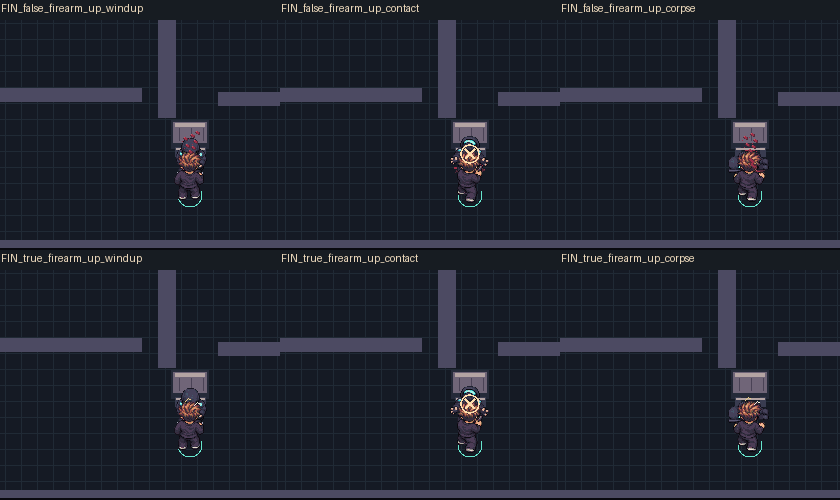 FIN_false_firearm_up_windup
FIN_false_firearm_up_contact
FIN_false_firearm_up_corpse
FIN_true_firearm_up_windup
FIN_true_firearm_up_contact
FIN_true_firearm_up_corpse